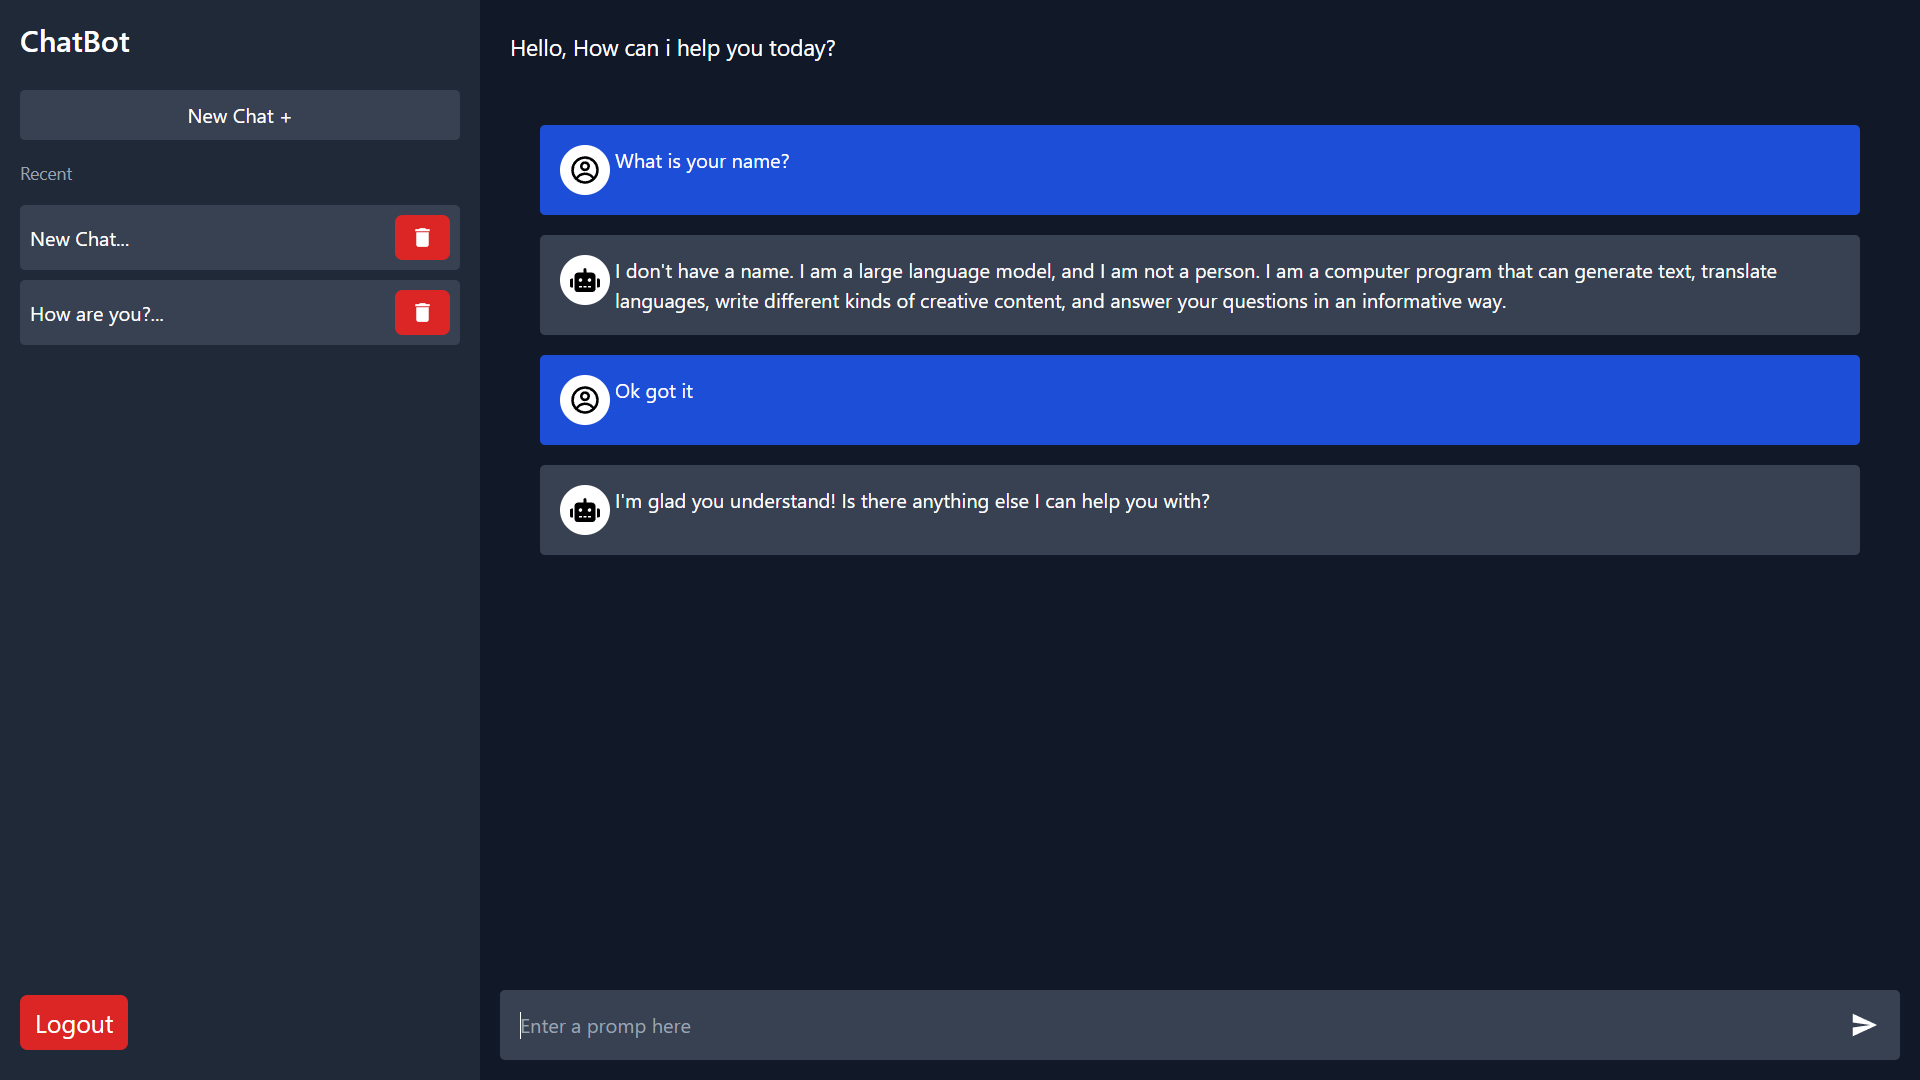 ChatBot
New Chat +
Recent
New Chat...
How are you?...
Logout
Hello, How can i help you today?
What is your name?
I don't have a name. I am a large language model, and I am not a person. I am a computer program that can generate text, translate
languages, write different kinds of creative content, and answer your questions in an informative way.
Ok got it
I'm glad you understand! Is there anything else I can help you with?
Enter a promp here